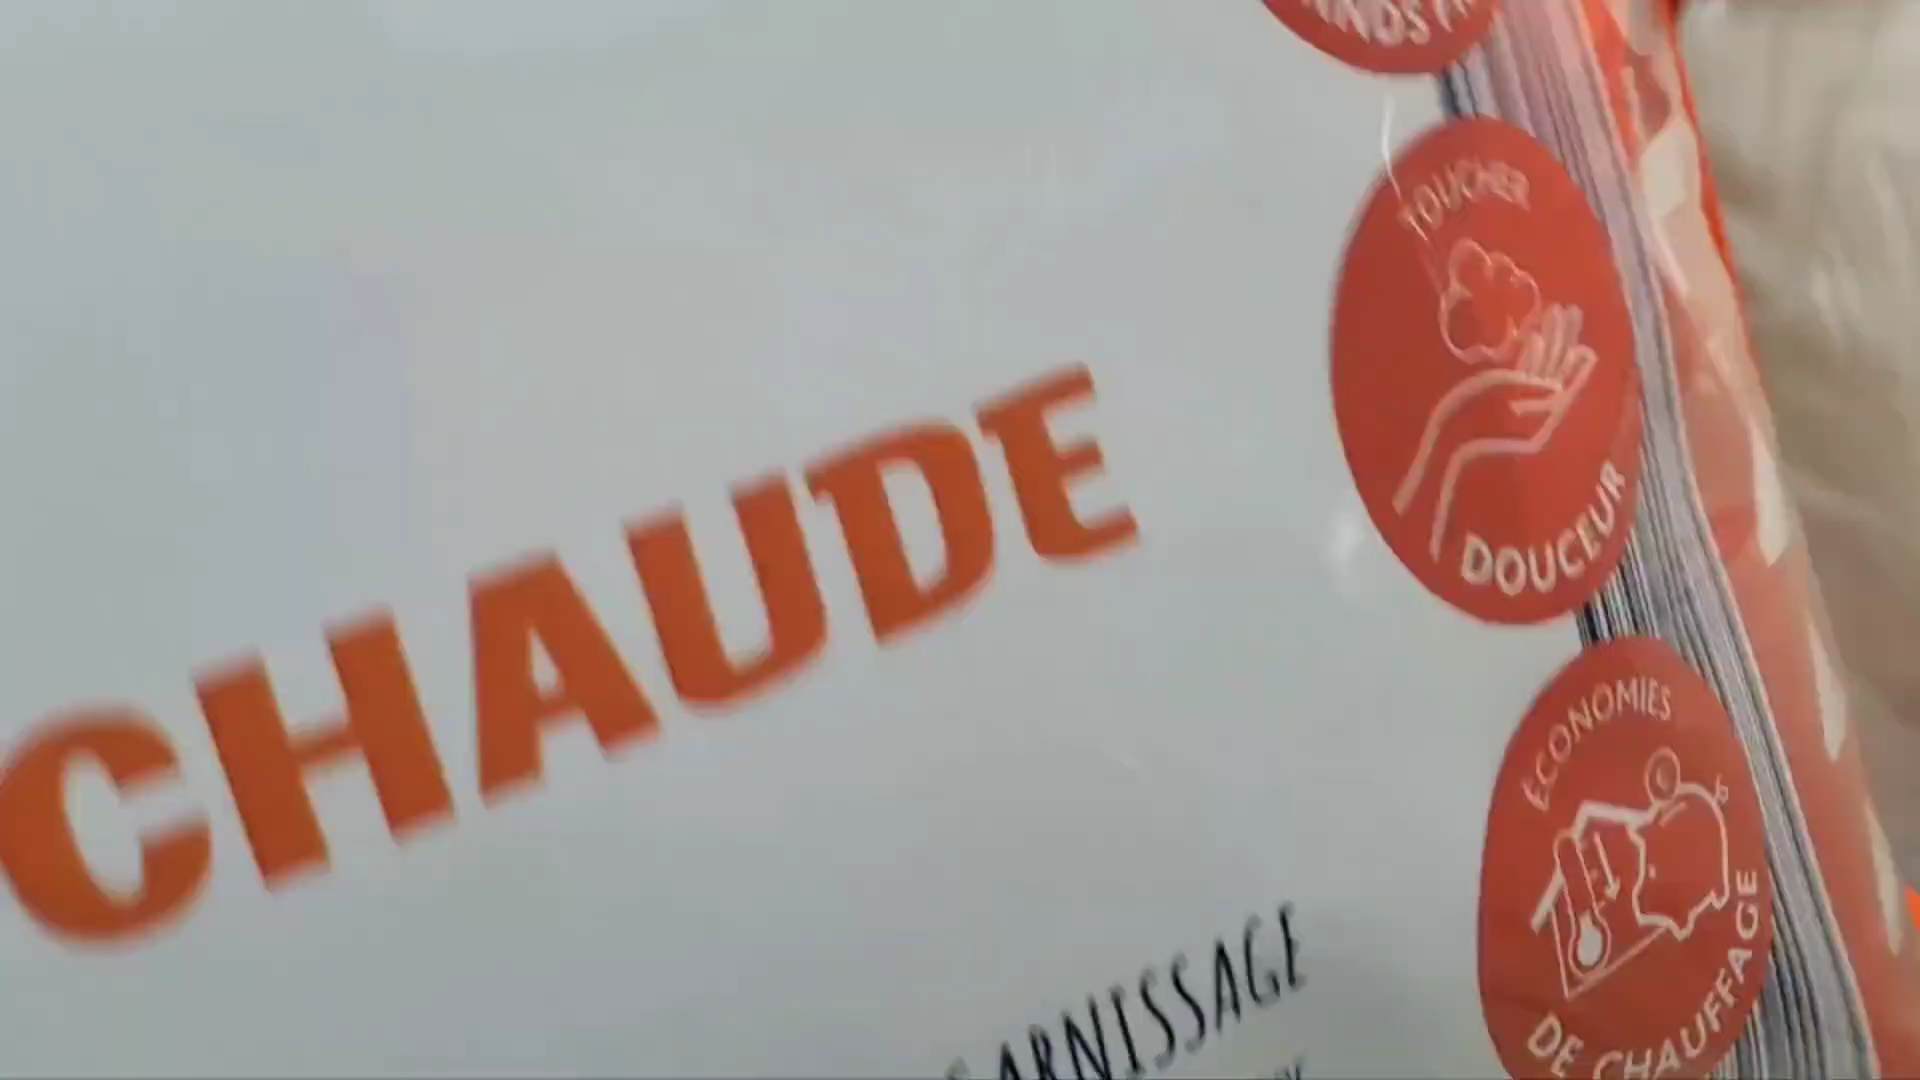 TOUCHER
DOUCEUR
CHAUDE
ÉCONOMIES
DE CHAUFFAGE
GARNISSAGE